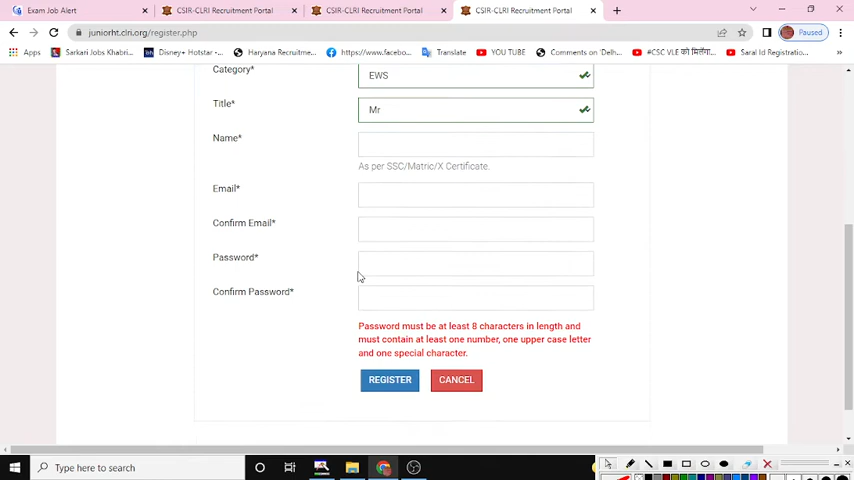 Exam Job Alert
CSIR-CLRI Recruitment Portal
CSIR-CLRI Recruitment Portal
CSIR-CLRI Recruitment Portal
juniorht.clri.org/register.php
Paused
Apps
Sarkari Jobs Khabri...
Disney+ Hotstar -...
Haryana Recruitme...
https://www.facebo...
Translate
YOU TUBE
Comments on 'Delh...
#CSC VLE को मिलेंगा...
Saral Id Registratio...
Category*
EWS
Title*
Mr
Name*
As per SSC/Matric/X Certificate.
Email*
Confirm Email*
Password*
Confirm Password*
Password must be at least 8 characters in length and
must contain at least one number, one upper case letter
and one special character.
REGISTER
CANCEL
Type here to search